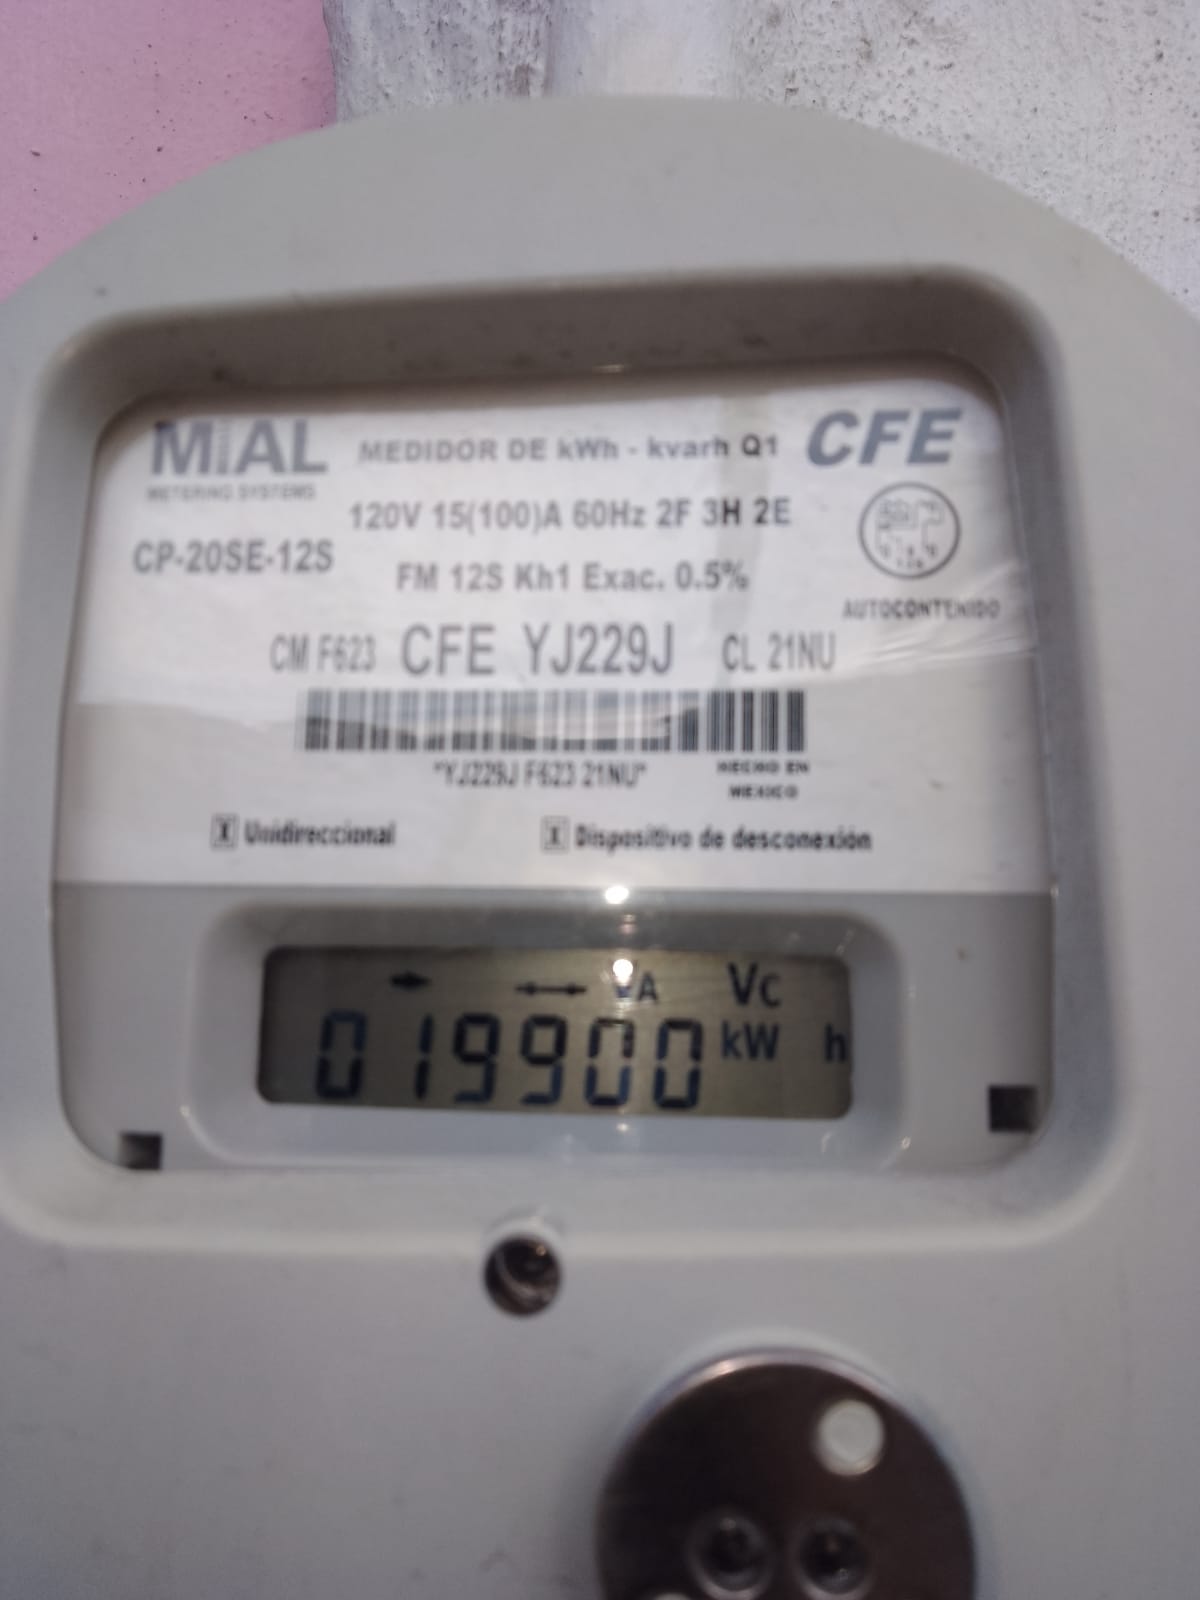 MiAL MEDIDOR DE kWh - kvarh Q1 CFE
METERING SYSTEMS
120V 15(100)A 60Hz 2F 3H 2E
CP-20SE-12S
FM 12S Kh1 Exac. 0.5%
AUTOCONTENIDO
CM F623 CFE YJ229J CL 21NU
"YJ229J F623 21NU"
HECHO EN
MEXICO
X Unidireccional X Dispositivo de desconexión
VA VC
019900 kW h